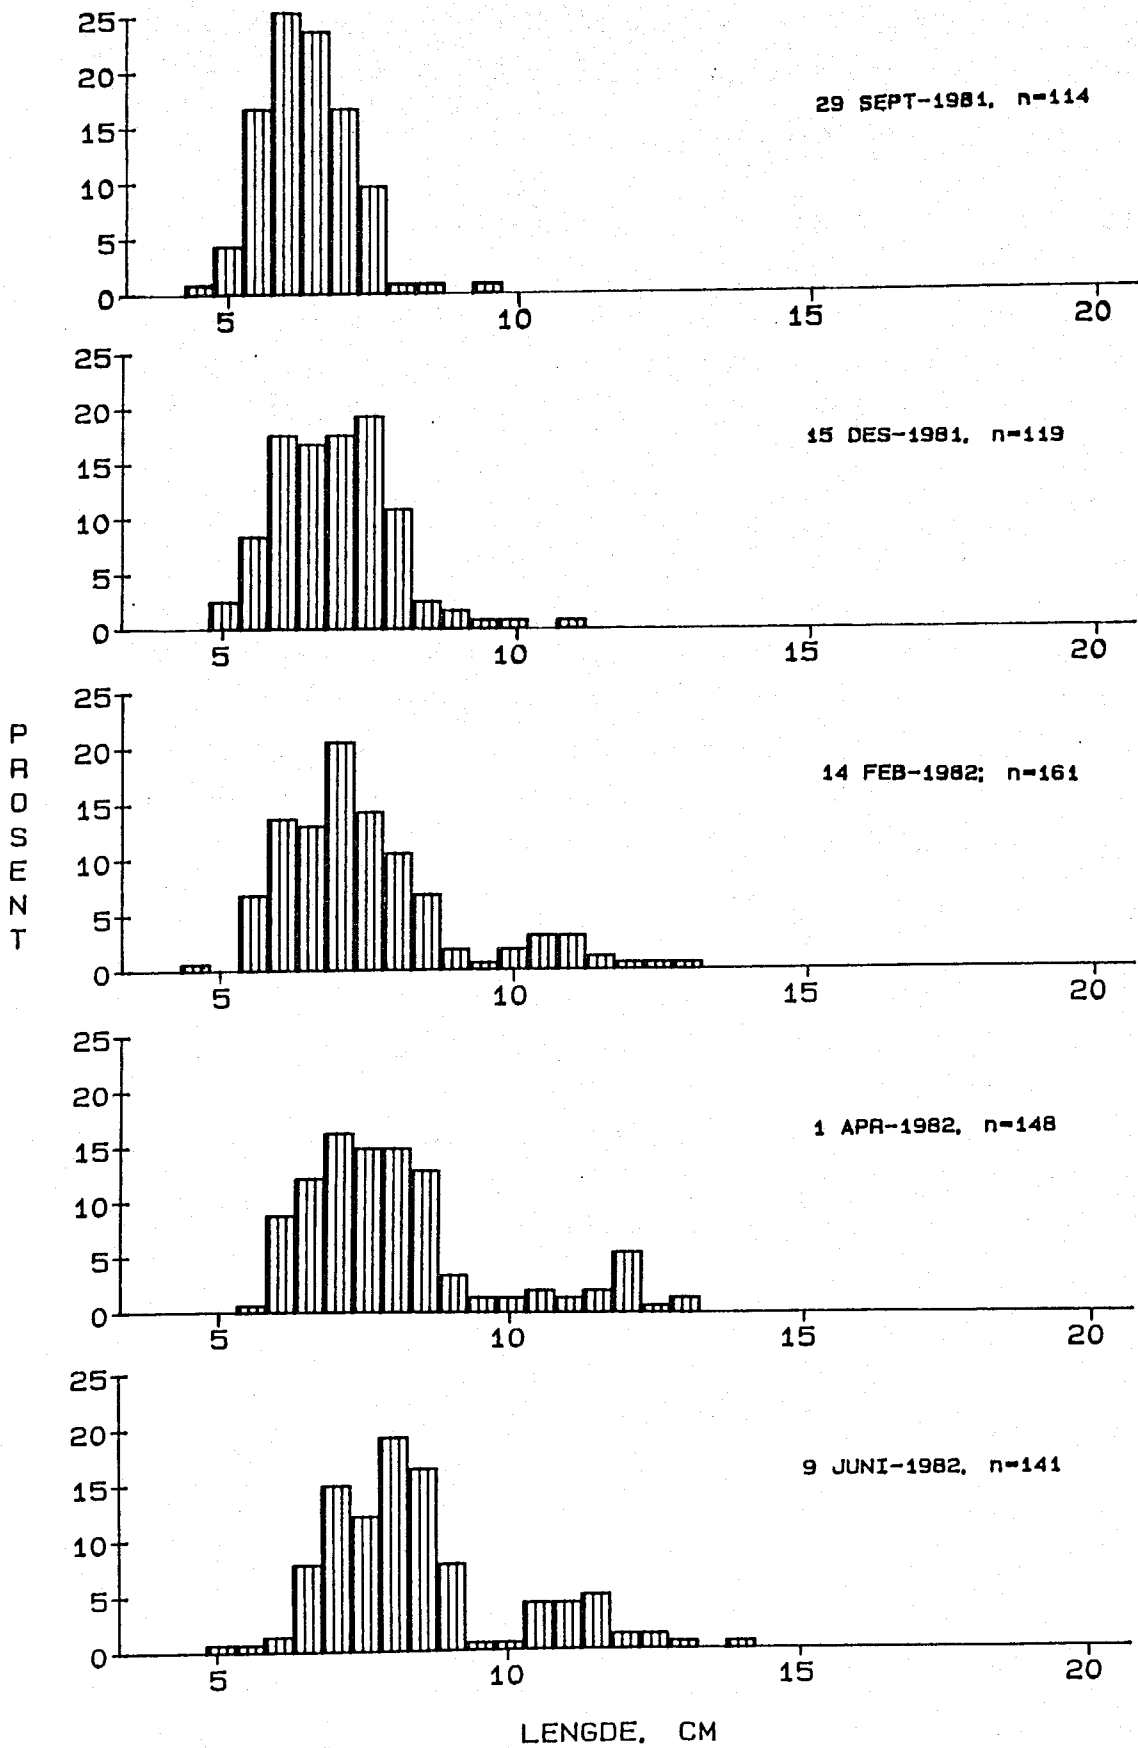 25
20
15
10
5
0
29 SEPT-1981, n=114
5 10 15 20
25
20
15
10
5
0
15 DES-1981, n=119
5 10 15 20
PROSENT
25
20
15
10
5
0
14 FEB-1982; n=161
5 10 15 20
25
20
15
10
5
0
1 APR-1982, n=148
5 10 15 20
25
20
15
10
5
0
9 JUNI-1982, n=141
5 10 15 20
LENGDE, CM